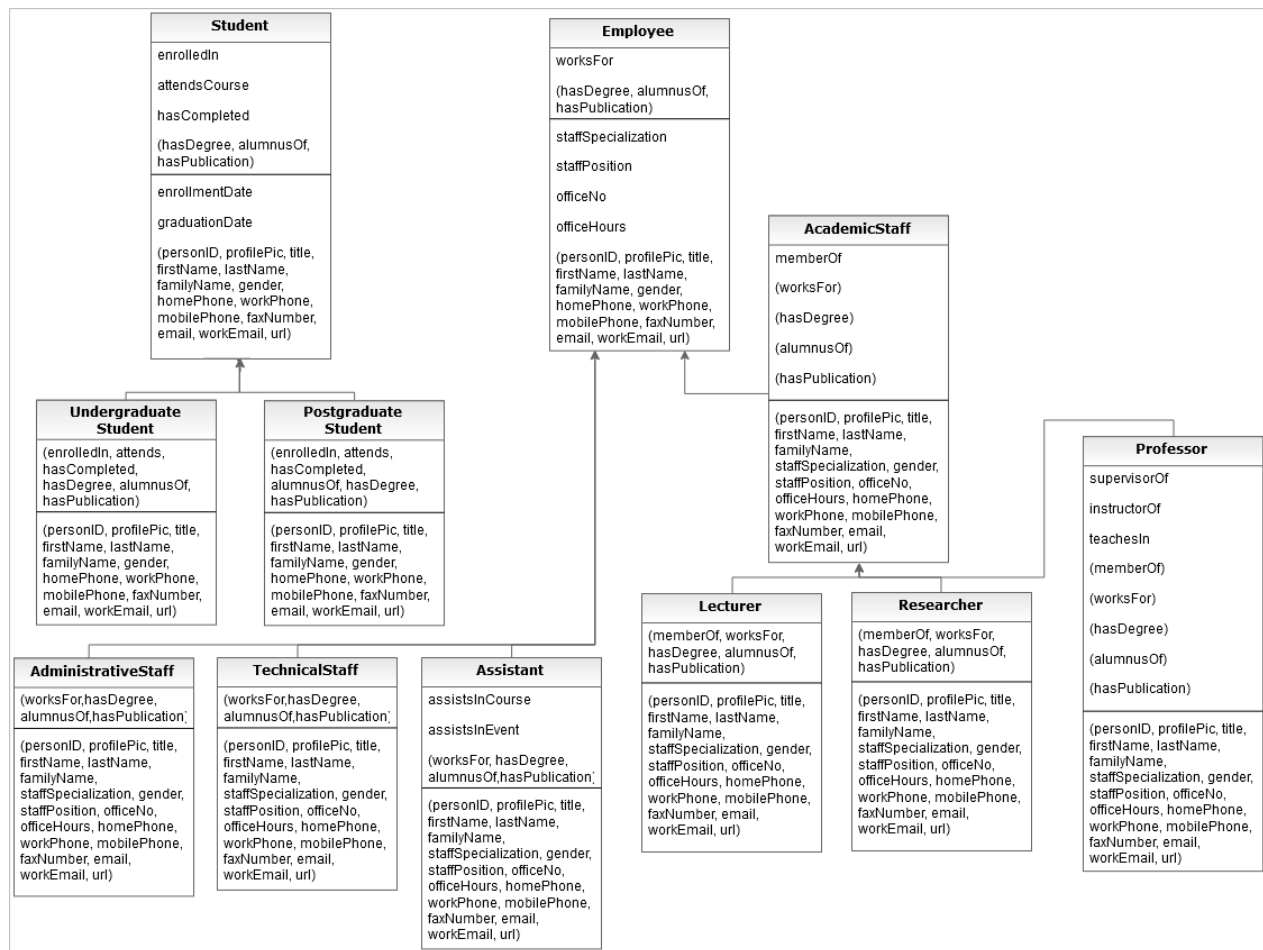 Student
enrolledIn
attendsCourse
hasCompleted
(hasDegree, alumnusOf,
hasPublication)
enrollmentDate
graduationDate
(personID, profilePic, title,
firstName, lastName,
familyName, gender,
homePhone, workPhone,
mobilePhone, faxNumber,
email, workEmail, url)
Employee
worksFor
(hasDegree, alumnusOf,
hasPublication)
staffSpecialization
staffPosition
officeNo
officeHours
(personID, profilePic, title,
firstName, lastName,
familyName, gender,
homePhone, workPhone,
mobilePhone, faxNumber,
email, workEmail, url)
AcademicStaff
memberOf
(worksFor)
(hasDegree)
(alumnusOf)
(hasPublication)
(personID, profilePic, title,
firstName, lastName,
familyName,
staffSpecialization, gender,
staffPosition, officeNo,
officeHours, homePhone,
workPhone, mobilePhone,
faxNumber, email,
workEmail, url)
Undergraduate
Student
(enrolledIn, attends,
hasCompleted,
hasDegree, alumnusOf,
hasPublication)
(personID, profilePic, title,
firstName, lastName,
familyName, gender,
homePhone, workPhone,
mobilePhone, faxNumber,
email, workEmail, url)
Postgraduate
Student
(enrolledIn, attends,
hasCompleted,
alumnusOf, hasDegree,
hasPublication)
(personID, profilePic, title,
firstName, lastName,
familyName, gender,
homePhone, workPhone,
mobilePhone, faxNumber,
email, workEmail, url)
Professor
supervisorOf
instructorOf
teachesIn
(memberOf)
(worksFor)
(hasDegree)
(alumnusOf)
(hasPublication)
(personID, profilePic, title,
firstName, lastName,
familyName,
staffSpecialization, gender,
staffPosition, officeNo,
officeHours, homePhone,
workPhone, mobilePhone,
faxNumber, email,
workEmail, url)
Lecturer
(memberOf, worksFor,
hasDegree, alumnusOf,
hasPublication)
(personID, profilePic, title,
firstName, lastName,
familyName,
staffSpecialization, gender,
staffPosition, officeNo,
officeHours, homePhone,
workPhone, mobilePhone,
faxNumber, email,
workEmail, url)
Researcher
(memberOf, worksFor,
hasDegree, alumnusOf,
hasPublication)
(personID, profilePic, title,
firstName, lastName,
familyName,
staffSpecialization, gender,
staffPosition, officeNo,
officeHours, homePhone,
workPhone, mobilePhone,
faxNumber, email,
workEmail, url)
AdministrativeStaff
(worksFor,hasDegree,
alumnusOf,hasPublication)
(personID, profilePic, title,
firstName, lastName,
familyName,
staffSpecialization, gender,
staffPosition, officeNo,
officeHours, homePhone,
workPhone, mobilePhone,
faxNumber, email,
workEmail, url)
TechnicalStaff
(worksFor,hasDegree,
alumnusOf,hasPublication)
(personID, profilePic, title,
firstName, lastName,
familyName,
staffSpecialization, gender,
staffPosition, officeNo,
officeHours, homePhone,
workPhone, mobilePhone,
faxNumber, email,
workEmail, url)
Assistant
assistsInCourse
assistsInEvent
(worksFor, hasDegree,
alumnusOf,hasPublication)
(personID, profilePic, title,
firstName, lastName,
familyName,
staffSpecialization, gender,
staffPosition, officeNo,
officeHours, homePhone,
workPhone, mobilePhone,
faxNumber, email,
workEmail, url)